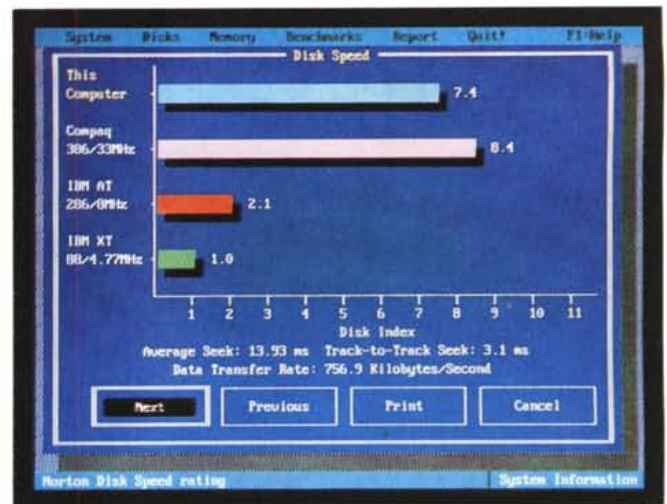 System Disks Memory Benchmarks Report Quit! F1=Help
Disk Speed
This
Computer 7.4
Compaq
386/33MHz 8.4
IBM AT
286/8MHz 2.1
IBM XT
88/4.77MHz 1.0
1 2 3 4 5 6 7 8 9 10 11
Disk Index
Average Seek: 13.93 ms Track-to-Track Seek: 3.1 ms
Data Transfer Rate: 756.9 Kilobytes/Second
Next Previous Print Cancel
Norton Disk Speed rating System Information